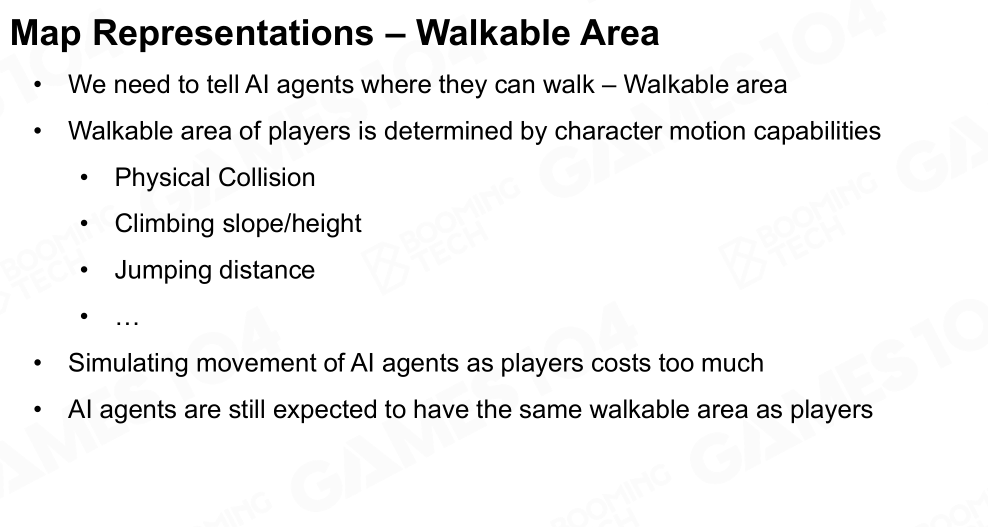 Map Representations – Walkable Area
• We need to tell AI agents where they can walk – Walkable area
• Walkable area of players is determined by character motion capabilities
• Physical Collision
• Climbing slope/height
• Jumping distance
• …
• Simulating movement of AI agents as players costs too much
• AI agents are still expected to have the same walkable area as players
GAMES104
BOOMING TECH